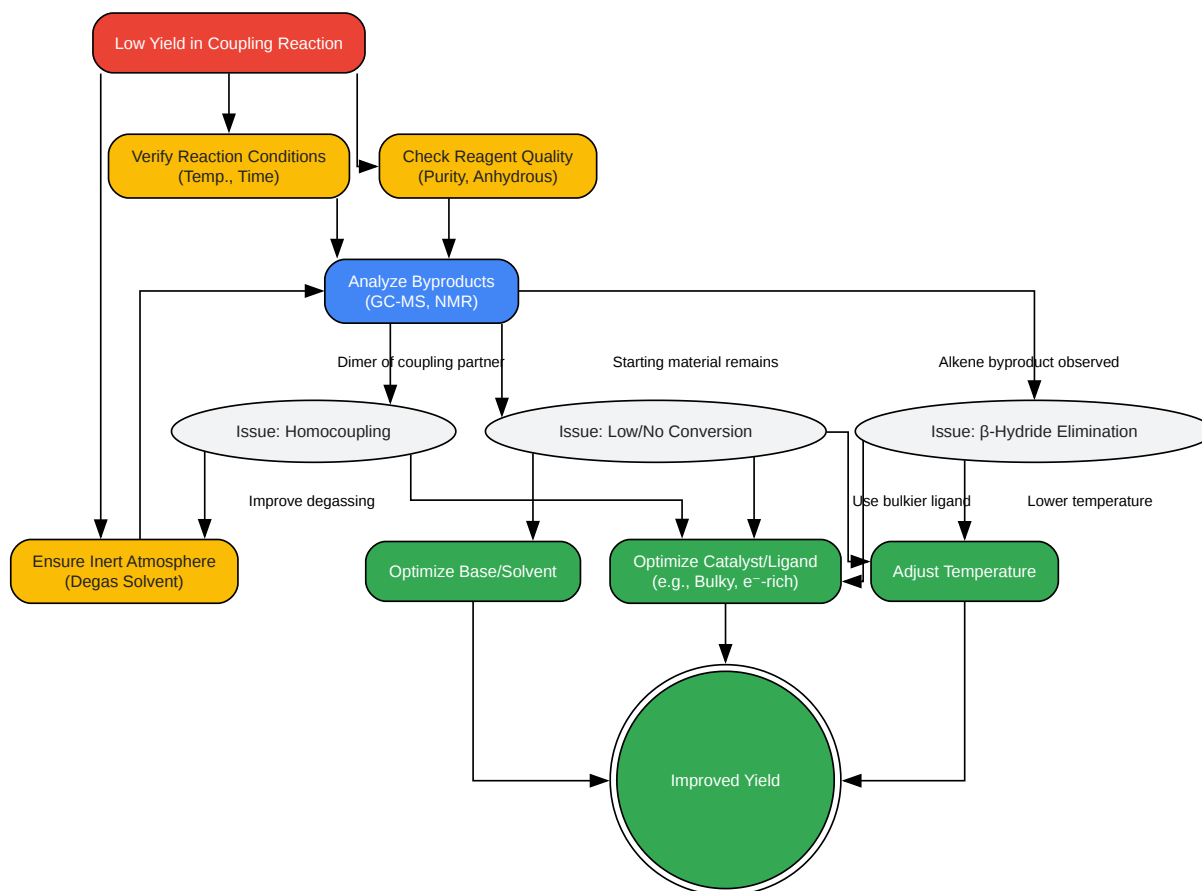 Low Yield in Coupling Reaction
Verify Reaction Conditions
(Temp., Time)
Check Reagent Quality
(Purity, Anhydrous)
Analyze Byproducts
(GC-MS, NMR)
Dimer of coupling partner
Starting material remains
Alkene byproduct observed
Issue: Homocoupling
Issue: Low/No Conversion
Issue: β-Hydride Elimination
Improve degassing
Use bulkier ligand
Lower temperature
Ensure Inert Atmosphere
(Degas Solvent)
Optimize Base/Solvent
Optimize Catalyst/Ligand
(e.g., Bulky, e⁻-rich)
Adjust Temperature
Improved Yield